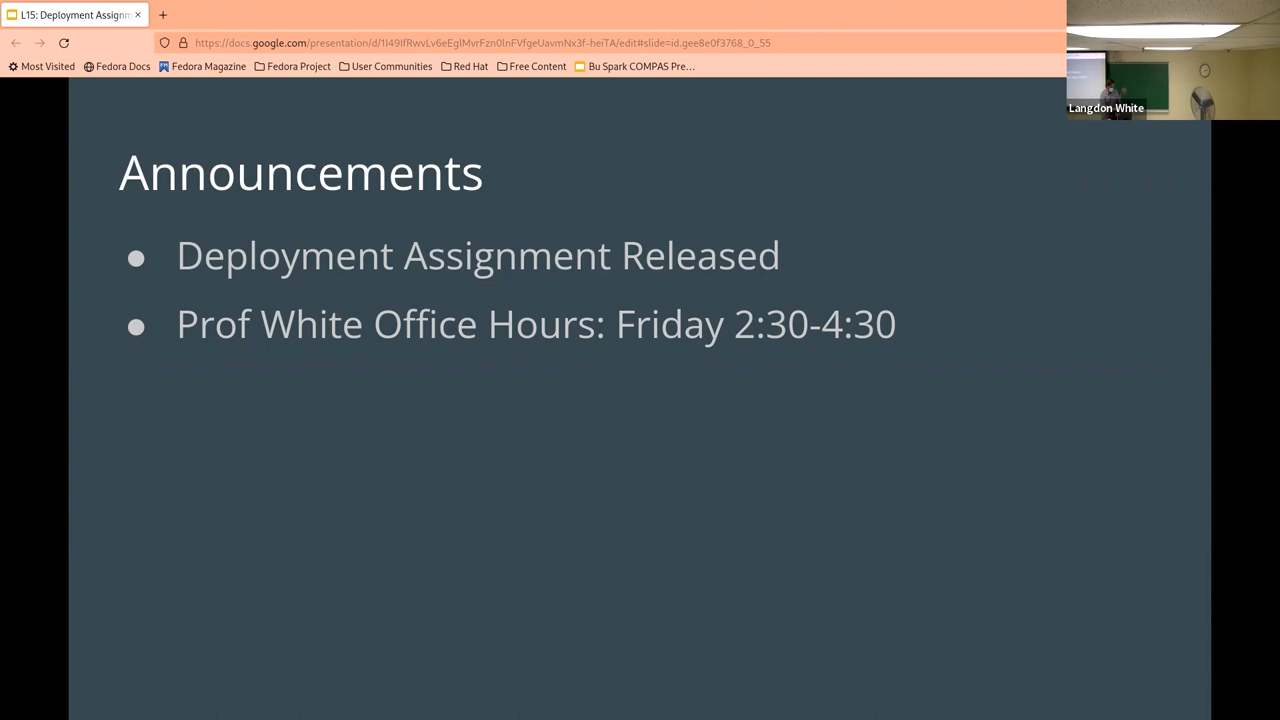 L15: Deployment Assignm
https://docs.google.com/presentation/d/1I49IfRwvLv6eEglMvrFzn0lnFVfgeUavmNx3f-heiTA/edit#slide=id.gee8e0f3768_0_55
Most Visited Fedora Docs Fedora Magazine Fedora Project User Communities Red Hat Free Content Bu Spark COMPAS Pre…
Langdon White
Announcements
● Deployment Assignment Released
● Prof White Office Hours: Friday 2:30-4:30